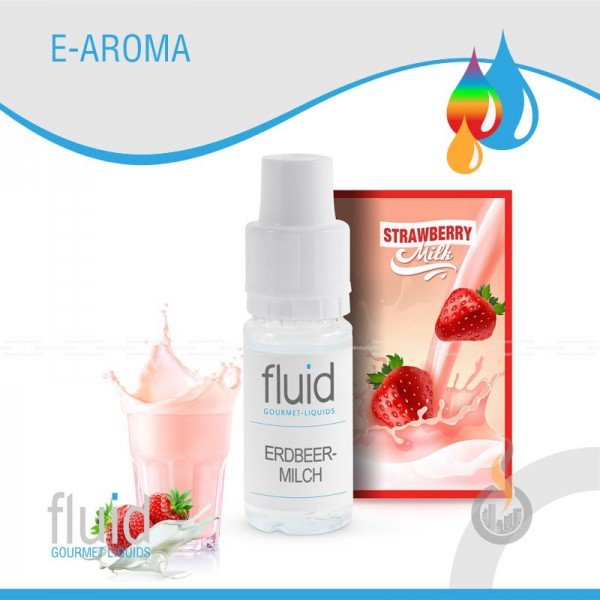 E-AROMA
STRAWBERRY
Milk
fluid
GOURMET-LIQUIDS
ERDBEER-
MILCH
fluid
GOURMET-LIQUIDS